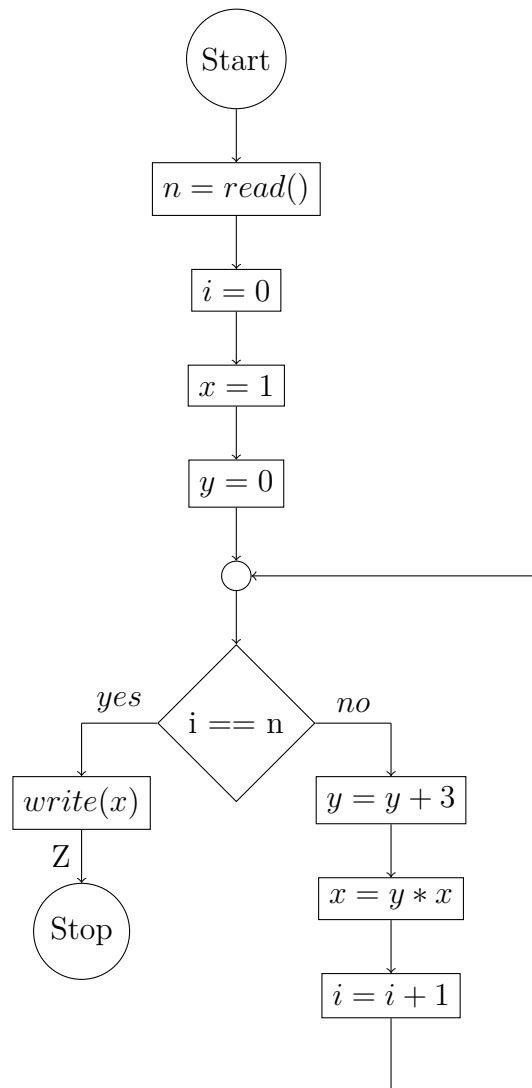 Start
n = read()
i = 0
x = 1
y = 0
yes
i == n
no
write(x)
y = y + 3
Z
x = y ∗ x
Stop
i = i + 1